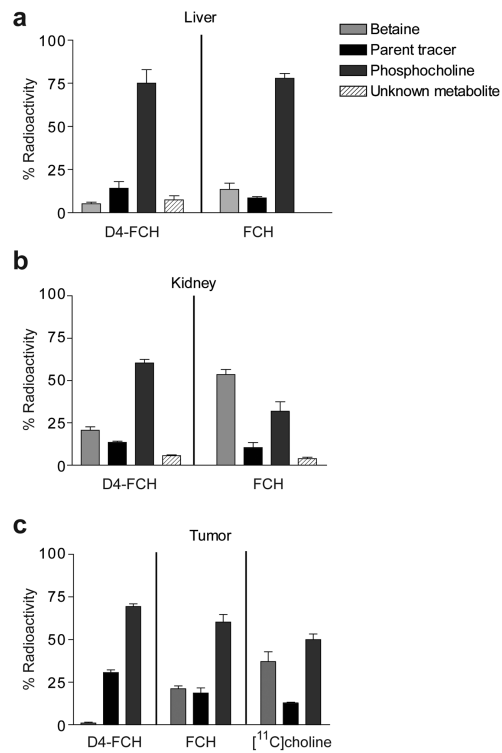 a
Liver
Betaine
Parent tracer
Phosphocholine
Unknown metabolite
% Radioactivity
100
75
50
25
0
D4-FCH
FCH
b
Kidney
% Radioactivity
100
75
50
25
0
D4-FCH
FCH
c
Tumor
% Radioactivity
100
75
50
25
0
D4-FCH
FCH
[¹¹C]choline